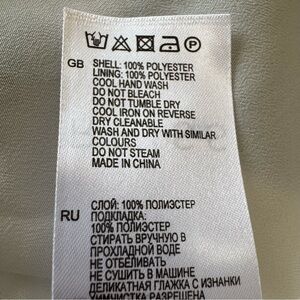 GB SHELL: 100% POLYESTER
LINING: 100% POLYESTER
COOL HAND WASH
DO NOT BLEACH
DO NOT TUMBLE DRY
COOL IRON ON REVERSE
DRY CLEANABLE
WASH AND DRY WITH SIMILAR
COLOURS
DO NOT STEAM
MADE IN CHINA
RU СЛОЙ: 100% ПОЛИЭСТЕР
ПОДКЛАДКА:
100% ПОЛИЭСТЕР
СТИРАТЬ ВРУЧНУЮ В
ПРОХЛАДНОЙ ВОДЕ
НЕ ОТБЕЛИВАТЬ
НЕ СУШИТЬ В МАШИНЕ
ДЕЛИКАТНАЯ ГЛАЖКА С ИЗНАНКИ
ХИМЧИСТКА РАЗРЕШЕНА